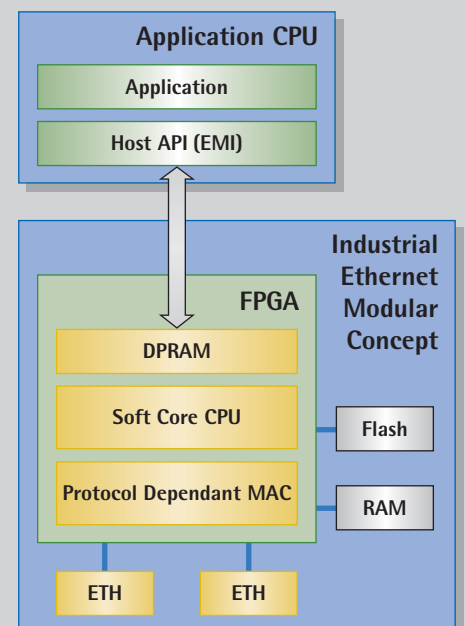 Application CPU
Application
Host API (EMI)
Industrial
Ethernet
Modular
Concept
FPGA
DPRAM
Soft Core CPU
Protocol Dependant MAC
Flash
RAM
ETH
ETH